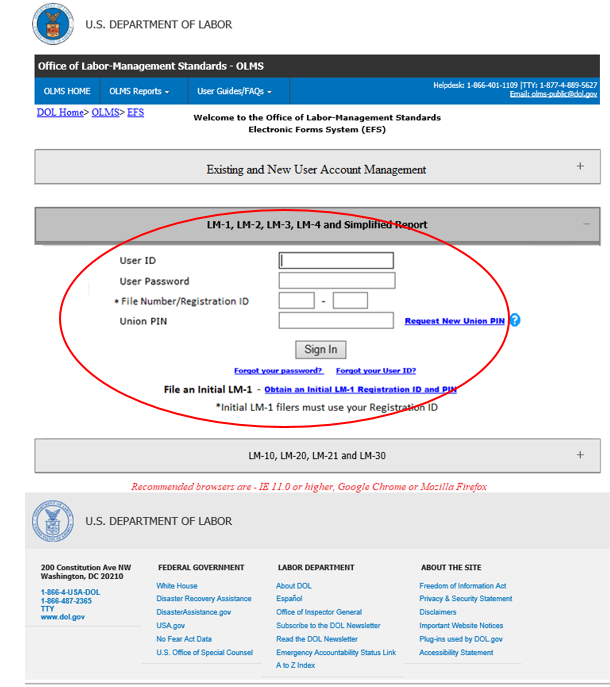 U.S. DEPARTMENT OF LABOR
Office of Labor-Management Standards - OLMS
OLMS HOME OLMS Reports User Guides/FAQs
Helpdesk: 1-866-401-1109 |TTY: 1-877-4-889-5627
Email: olms-public@dol.gov
DOL Home> OLMS> EFS
Welcome to the Office of Labor-Management Standards
Electronic Forms System (EFS)
Existing and New User Account Management +
LM-1, LM-2, LM-3, LM-4 and Simplified Report −
User ID
User Password
* File Number/Registration ID -
Union PIN Request New Union PIN ?
Sign In
Forgot your password? Forgot your User ID?
File an Initial LM-1 - Obtain an Initial LM-1 Registration ID and PIN
*Initial LM-1 filers must use your Registration ID
LM-10, LM-20, LM-21 and LM-30 +
Recommended browsers are - IE 11.0 or higher, Google Chrome or Mozilla Firefox
U.S. DEPARTMENT OF LABOR
200 Constitution Ave NW
Washington, DC 20210
1-866-4-USA-DOL
1-866-487-2365
TTY
www.dol.gov
FEDERAL GOVERNMENT
White House
Disaster Recovery Assistance
DisasterAssistance.gov
USA.gov
No Fear Act Data
U.S. Office of Special Counsel
LABOR DEPARTMENT
About DOL
Español
Office of Inspector General
Subscribe to the DOL Newsletter
Read the DOL Newsletter
Emergency Accountability Status Link
A to Z Index
ABOUT THE SITE
Freedom of Information Act
Privacy & Security Statement
Disclaimers
Important Website Notices
Plug-ins used by DOL.gov
Accessibility Statement